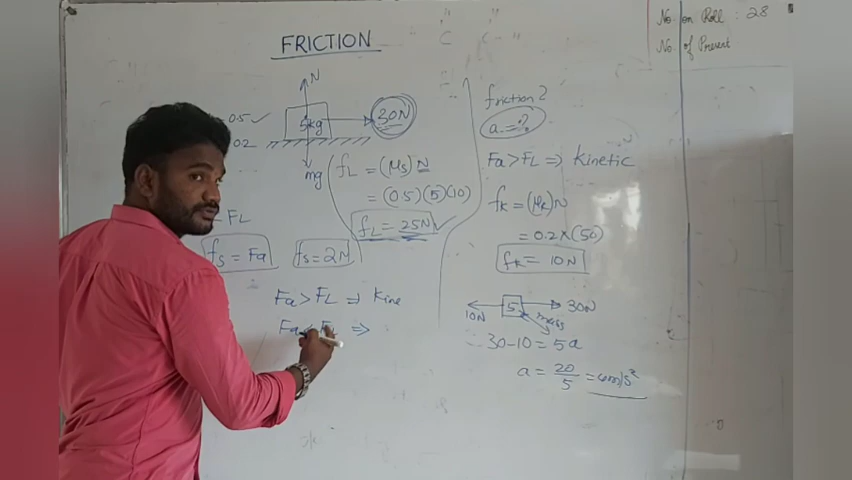 No. on Roll : 28
No. of Present
FRICTION
N
5kg
30N
0.5 ✓
0.2
mg
fL = (μs) N
= (0.5)(5)(10)
fL = 25N ✓
FL
fs = Fa
fs = 2N
Fa > FL ⇒ Kine
Fa < FL ⇒
friction?
a = ?
Fa > FL ⇒ Kinetic
fK = (μK)N
= 0.2 × (50)
fK = 10N
10N
5
30N
mass
∴ 30-10 = 5a
a = 20/5 = 4m/s²